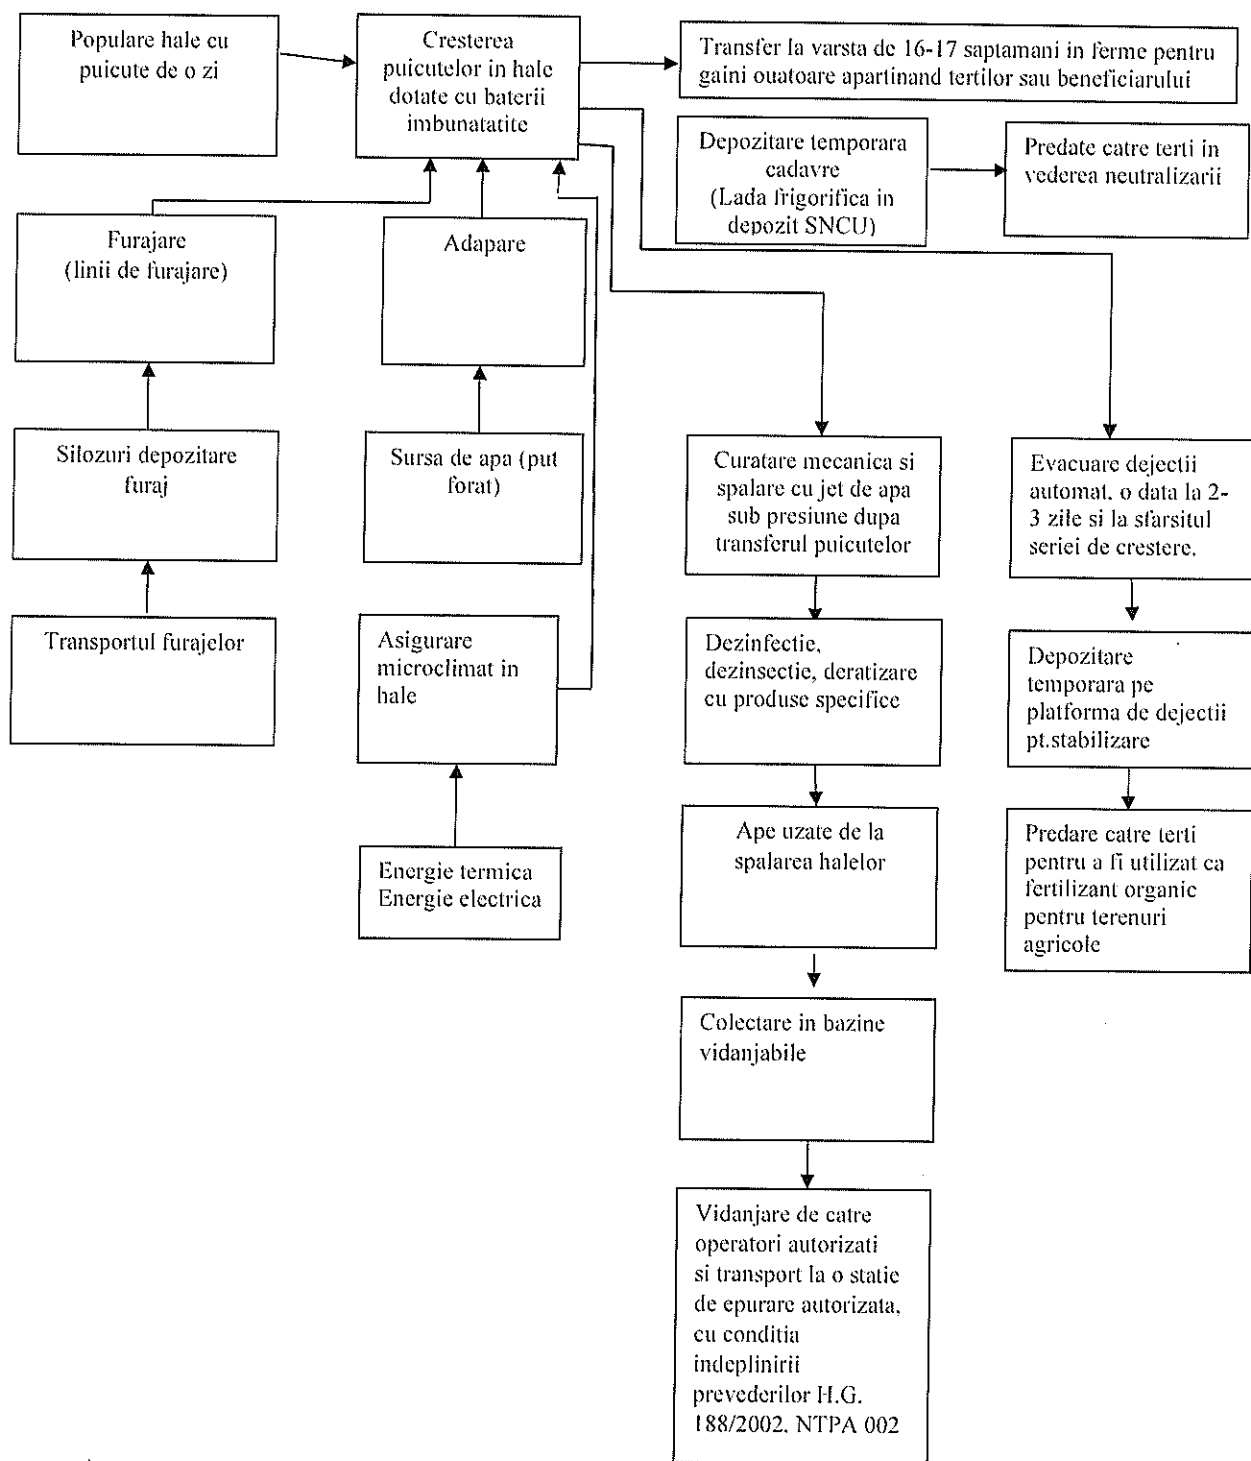 Populare hale cu
puicute de o zi
Cresterea
puicutelor in hale
dotate cu baterii
imbunatatite
Transfer la varsta de 16-17 saptamani in ferme pentru
gaini ouatoare apartinand tertilor sau beneficiarului
Depozitare temporara
cadavre
(Lada frigorifica in
depozit SNCU)
Predate catre terti in
vederea neutralizarii
Furajare
(linii de furajare)
Adapare
Silozuri depozitare
furaj
Sursa de apa (put
forat)
Curatare mecanica si
spalare cu jet de apa
sub presiune dupa
transferul puicutelor
Evacuare dejectii
automat, o data la 2-
3 zile si la sfarsitul
seriei de crestere.
Transportul furajelor
Asigurare
microclimat in
hale
Dezinfectie,
dezinsectie, deratizare
cu produse specifice
Depozitare
temporara pe
platforma de dejectii
pt.stabilizare
Energie termica
Energie electrica
Ape uzate de la
spalarea halelor
Predare catre terti
pentru a fi utilizat ca
fertilizant organic
pentru terenuri
agricole
Colectare in bazine
vidanjabile
Vidanjare de catre
operatori autorizati
si transport la o statie
de epurare autorizata,
cu conditia
indeplinirii
prevederilor H.G.
188/2002, NTPA 002